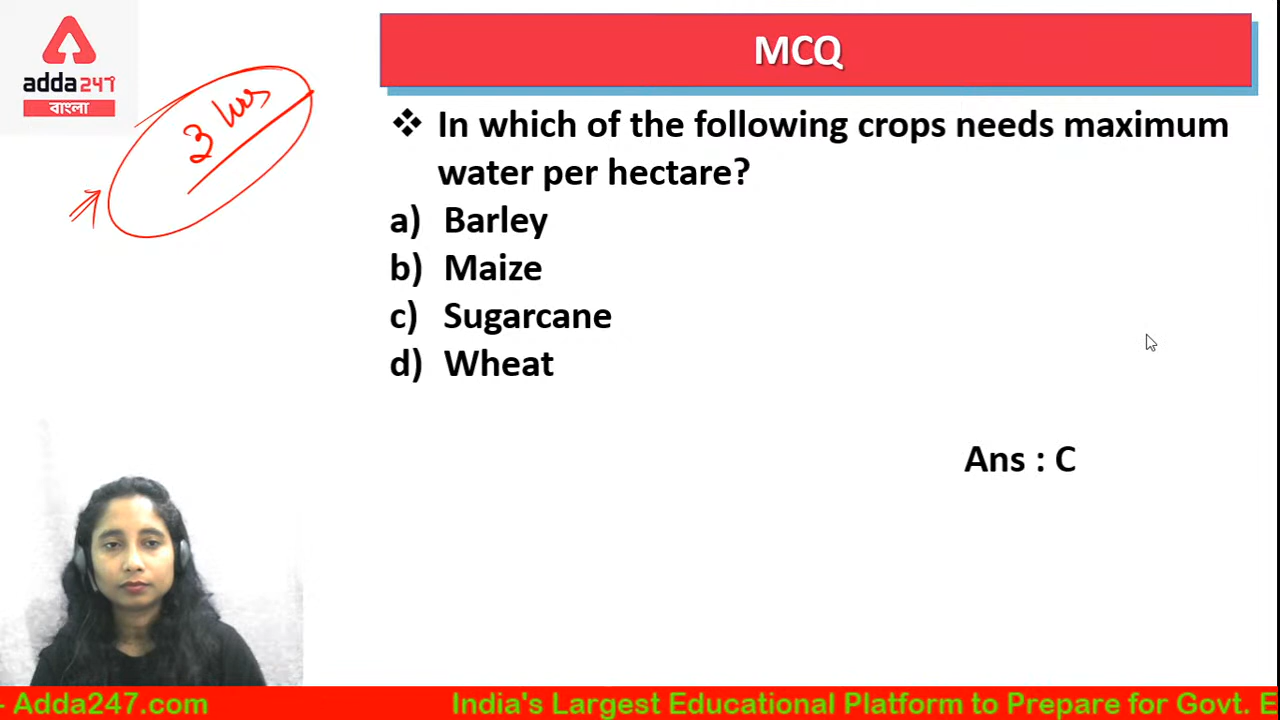 adda247
বাংলা
3 hrs
MCQ
❖ In which of the following crops needs maximum
water per hectare?
a) Barley
b) Maize
c) Sugarcane
d) Wheat
Ans : C
- Adda247.com India's Largest Educational Platform to Prepare for Govt. E